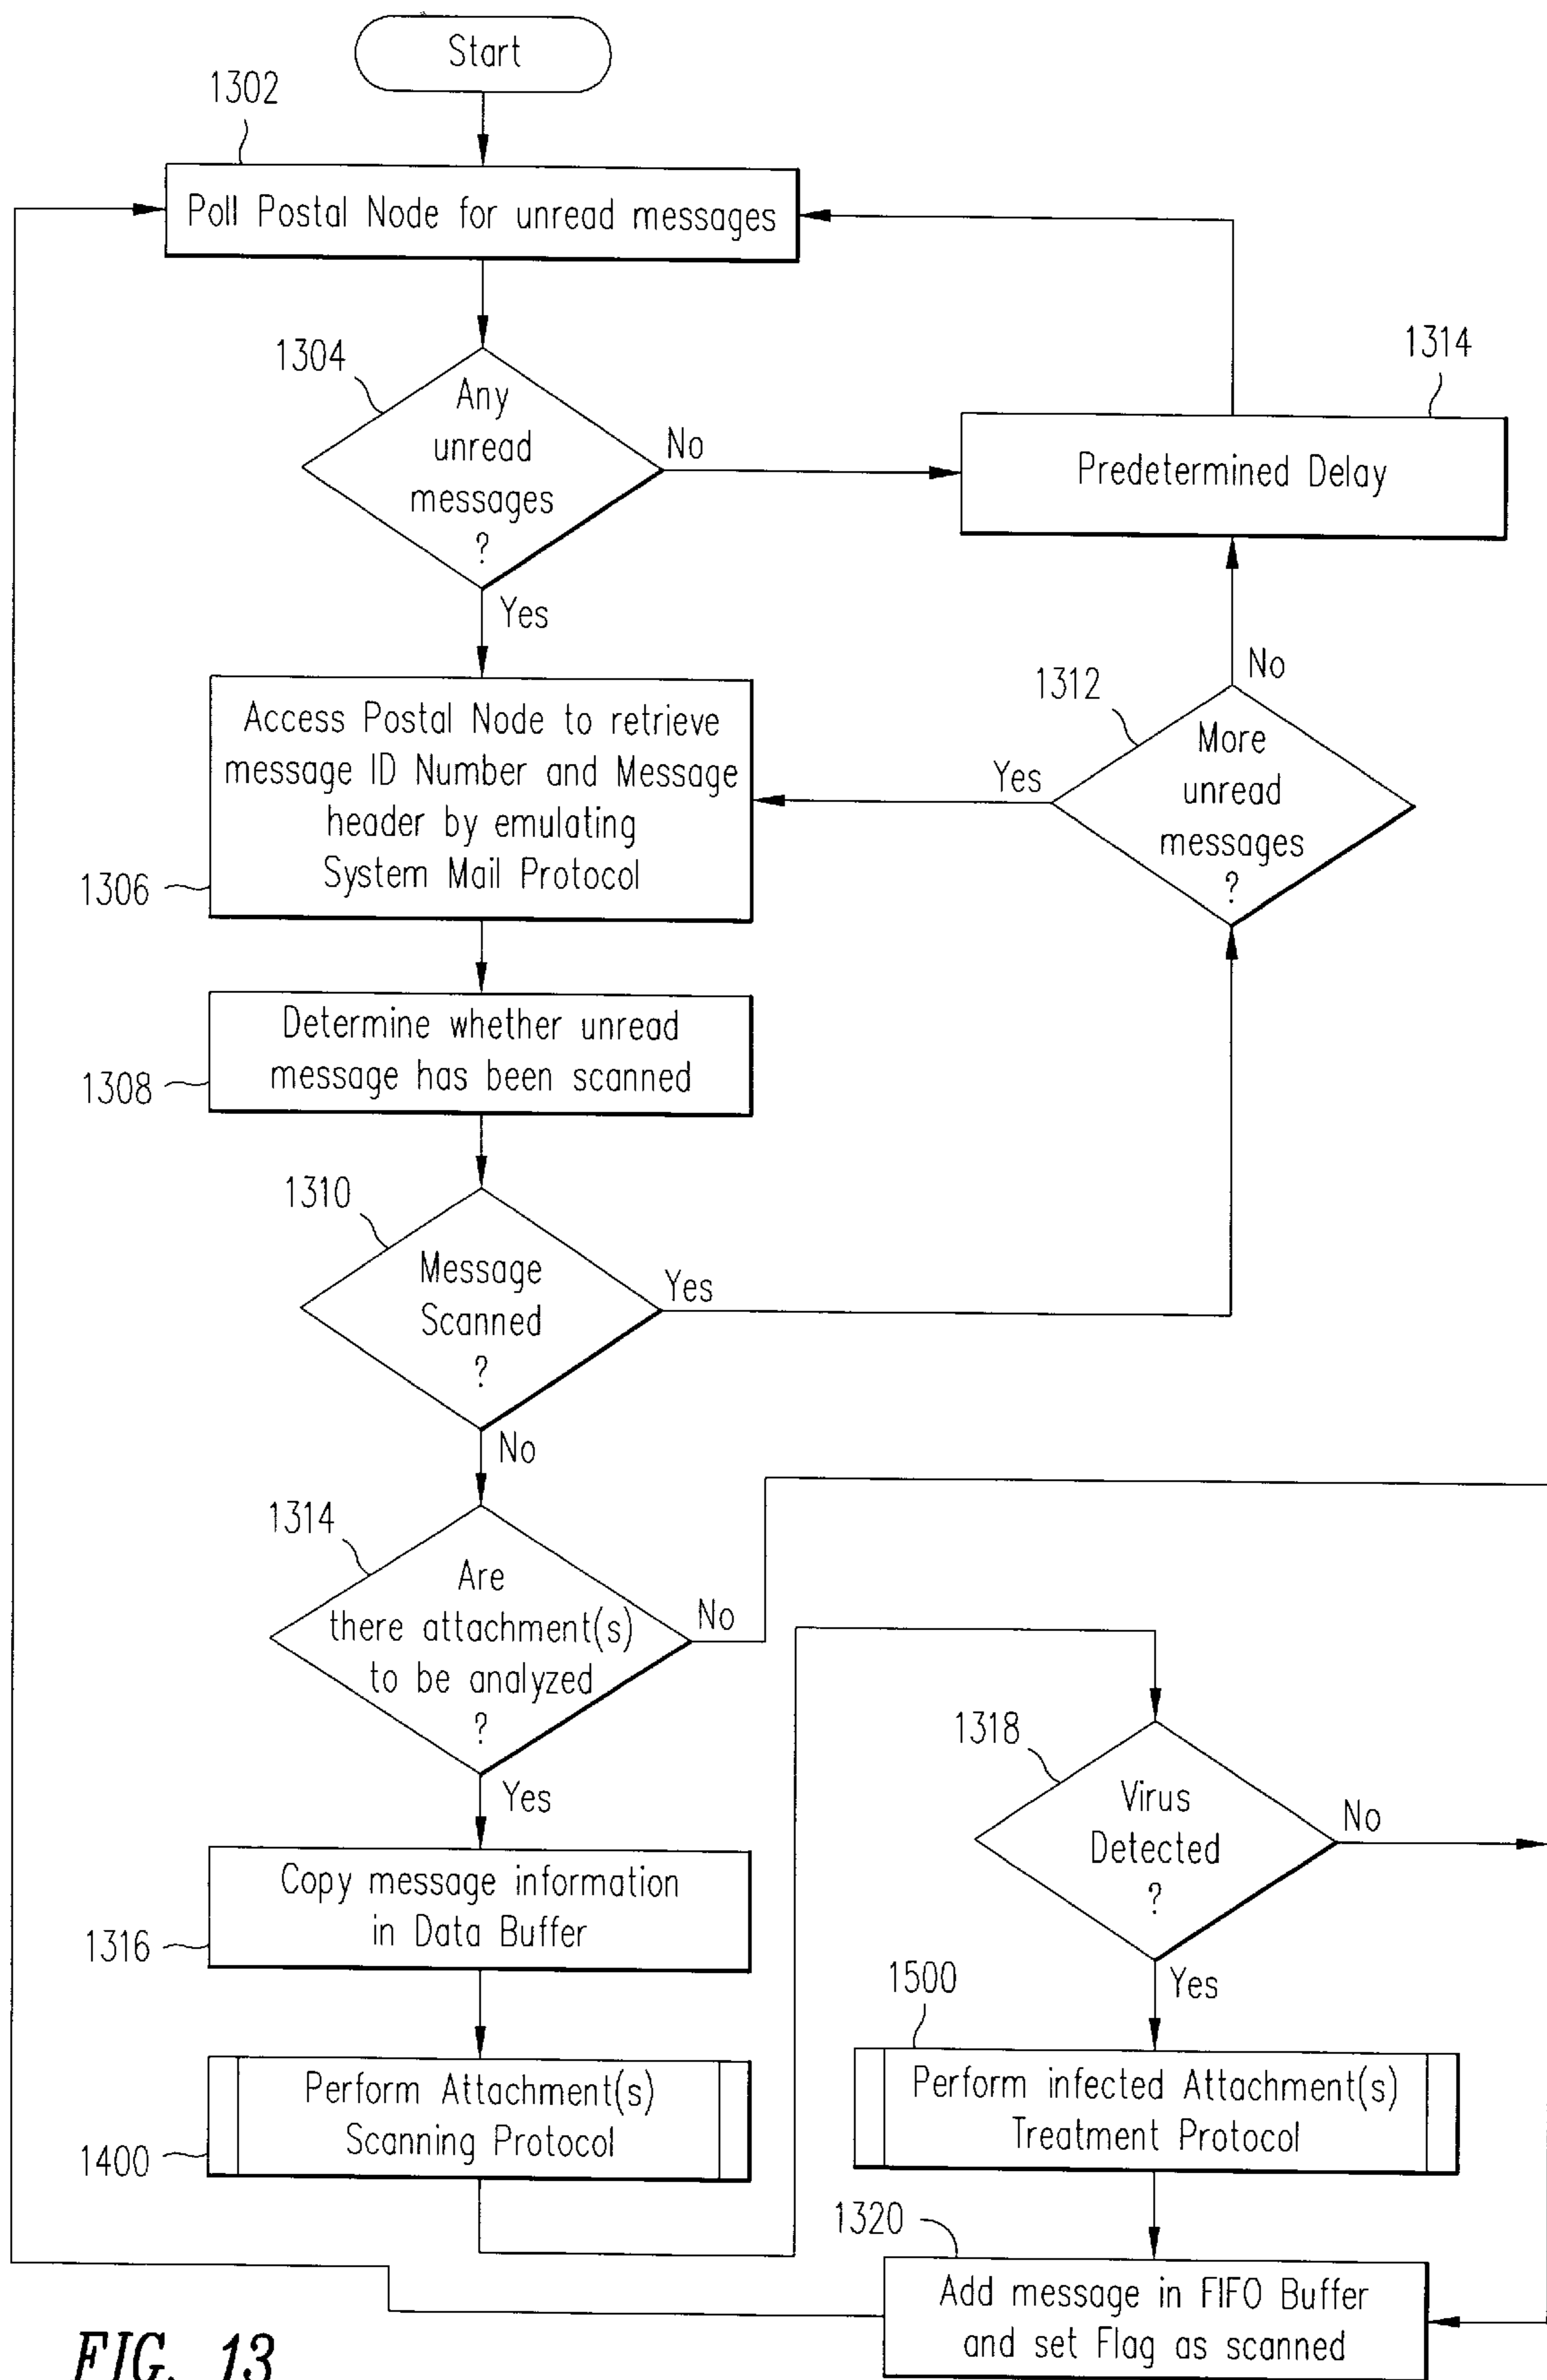 Start
1302
Poll Postal Node for unread messages
1304
Any
unread
messages
?
No
Yes
1314
Predetermined Delay
1312
No
More
unread
messages
?
Yes
Access Postal Node to retrieve
message ID Number and Message
header by emulating
System Mail Protocol
1306
Determine whether unread
message has been scanned
1308
1310
Message
Scanned
?
Yes
No
1314
Are
there attachment(s)
to be analyzed
?
No
Yes
Copy message information
in Data Buffer
1316
Perform Attachment(s)
Scanning Protocol
1400
1318
Virus
Detected
?
No
Yes
1500
Perform infected Attachment(s)
Treatment Protocol
1320
Add message in FIFO Buffer
and set Flag as scanned
FIG. 13